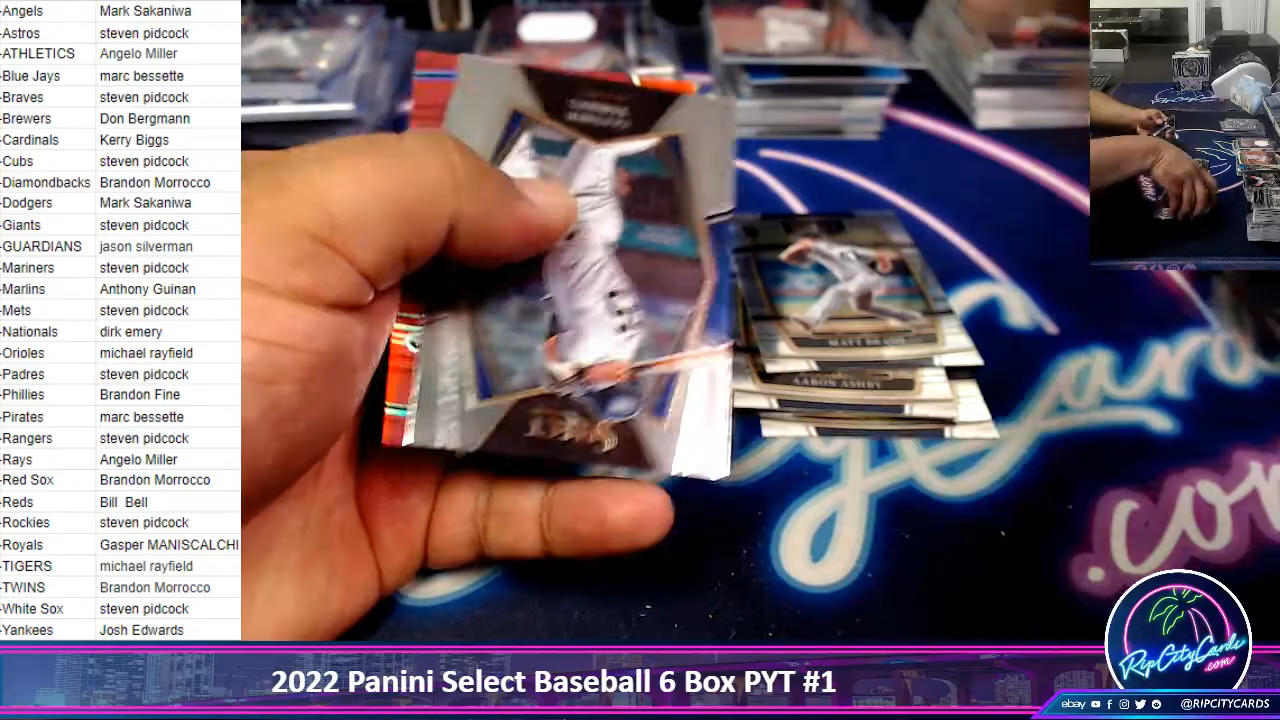 -Angels Mark Sakaniwa
-Astros steven pidcock
-ATHLETICS Angelo Miller
-Blue Jays marc bessette
-Braves steven pidcock
-Brewers Don Bergmann
-Cardinals Kerry Biggs
-Cubs steven pidcock
-Diamondbacks Brandon Morrocco
-Dodgers Mark Sakaniwa
-Giants steven pidcock
-GUARDIANS jason silverman
-Mariners steven pidcock
-Marlins Anthony Guinan
-Mets steven pidcock
-Nationals dirk emery
-Orioles michael rayfield
-Padres steven pidcock
-Phillies Brandon Fine
-Pirates marc bessette
-Rangers steven pidcock
-Rays Angelo Miller
-Red Sox Brandon Morrocco
-Reds Bill Bell
-Rockies steven pidcock
-Royals Gasper MANISCALCHI
-TIGERS michael rayfield
-TWINS Brandon Morrocco
-White Sox steven pidcock
-Yankees Josh Edwards
MATT BRASH
AARON ASHBY
.co
RipCityCards
.com
2022 Panini Select Baseball 6 Box PYT #1
ebay @RIPCITYCARDS